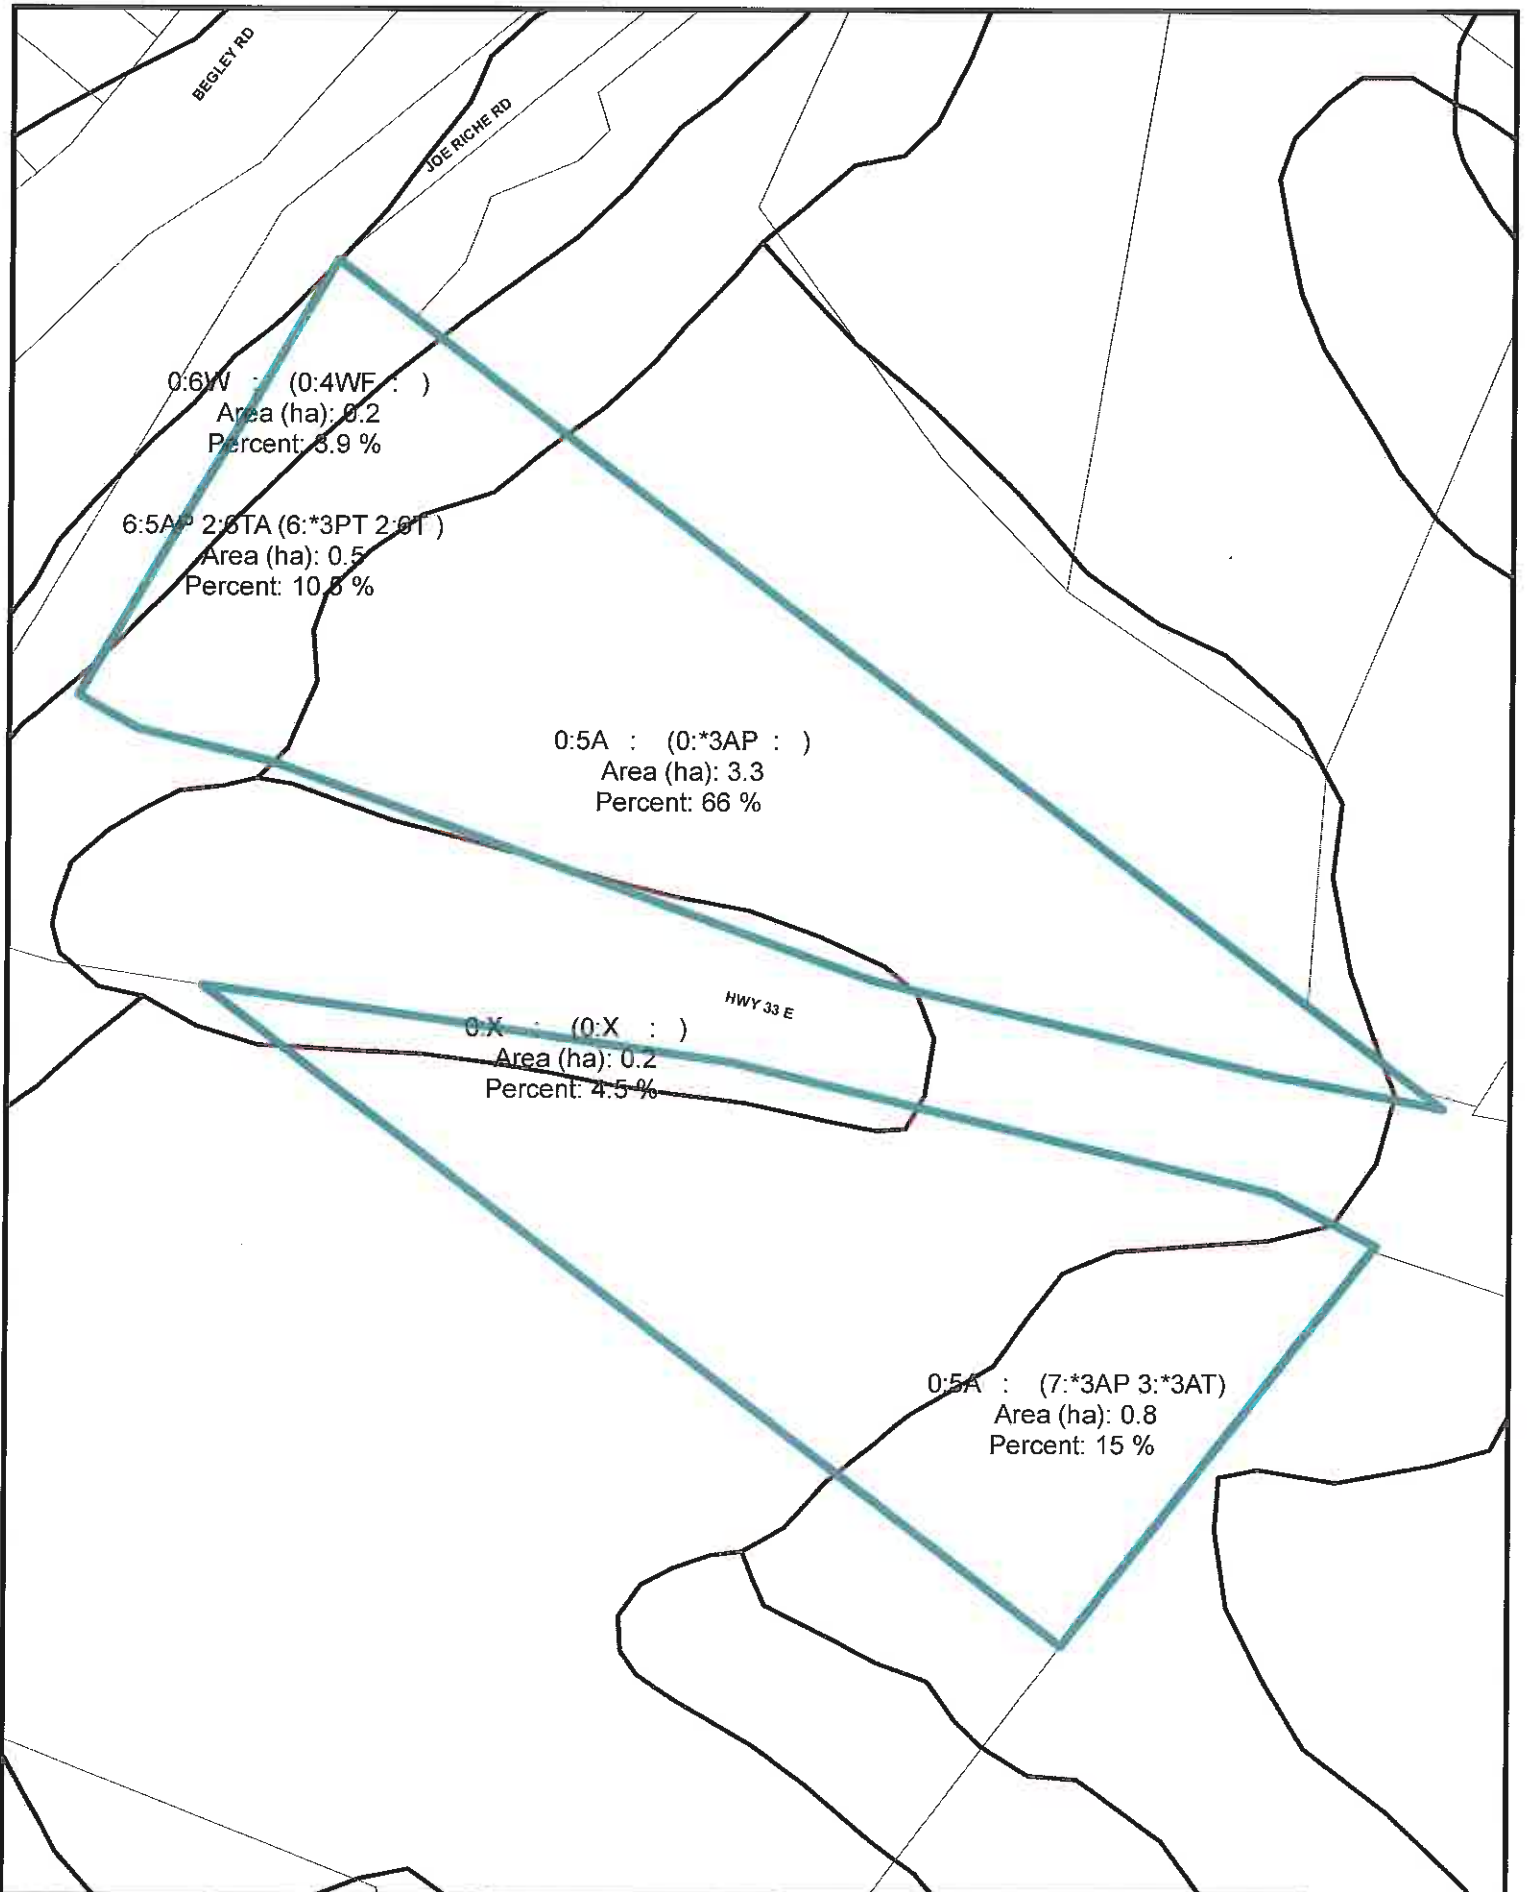 BEGLEY RD
JOE RICHE RD
0:6W : (0:4WF : )
Area (ha): 0.2
Percent: 3.9 %
6:5AP 2:6TA (6:*3PT 2:6T )
Area (ha): 0.5
Percent: 10.6 %
0:5A : (0:*3AP : )
Area (ha): 3.3
Percent: 66 %
HWY 33 E
0:X : (0:X : )
Area (ha): 0.2
Percent: 4.5 %
0:5A : (7:*3AP 3:*3AT)
Area (ha): 0.8
Percent: 15 %